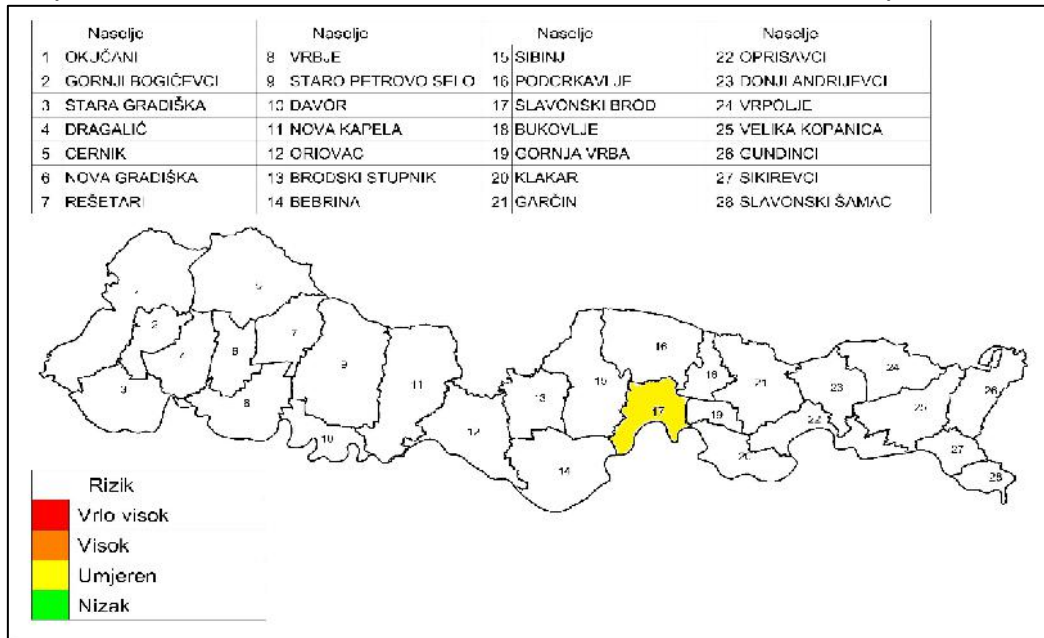 Naselje Naselje Naselje Naselje
1 OKUČANI 8 VRBJE 15 SIBINJ 22 OPRISAVCI
2 GORNJI BOGIĆEVCI 9 STARO PETROVO SELO 16 PODCRKAVLJE 23 DONJI ANDRIJEVCI
3 STARA GRADIŠKA 10 DAVOR 17 SLAVONSKI BROD 24 VRPOLJE
4 DRAGALIĆ 11 NOVA KAPELA 18 BUKOVLJE 25 VELIKA KOPANICA
5 CERNIK 12 ORIOVAC 19 GORNJA VRBA 26 GUNDINCI
6 NOVA GRADIŠKA 13 BRODSKI STUPNIK 20 KLAKAR 27 SIKIREVCI
7 REŠETARI 14 BEBRINA 21 GARČIN 28 SLAVONSKI ŠAMAC
2
7
6
3
9
11
10
13
12
14
15
16
17
18
19
21
22
23
24
25
26
27
28
Rizik
Vrlo visok
Visok
Umjeren
Nizak